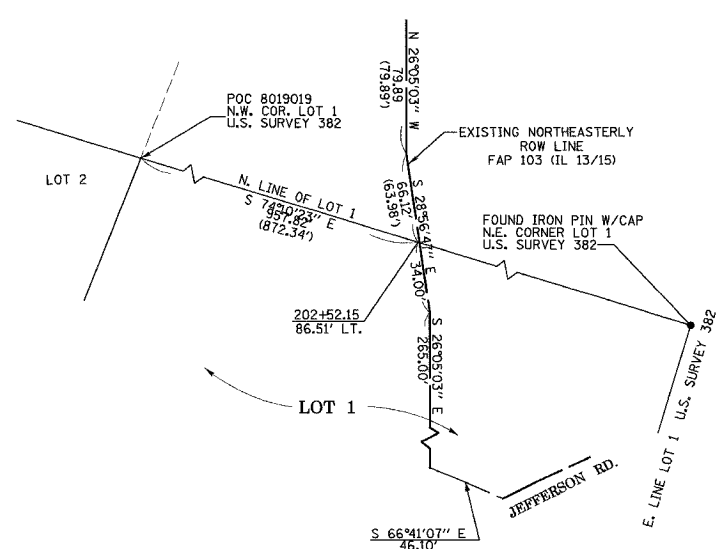 N 26°05'03" W
79.89
(79.89')
POC 8019019
N.W. COR. LOT 1
U.S. SURVEY 382
EXISTING NORTHEASTERLY
ROW LINE
FAP 103 (IL 13/15)
LOT 2
N. LINE OF LOT 1
S 74°10'23" E
957.82'
(872.34')
S 28°56'47" E
66.12'
(63.98')
34.00'
FOUND IRON PIN W/CAP
N.E. CORNER LOT 1
U.S. SURVEY 382
202+52.15
86.51' LT.
S 26°05'03" E
265.00'
LOT 1
E. LINE LOT 1 U.S. SURVEY 382
JEFFERSON RD.
S 66°41'07" E
46.10'